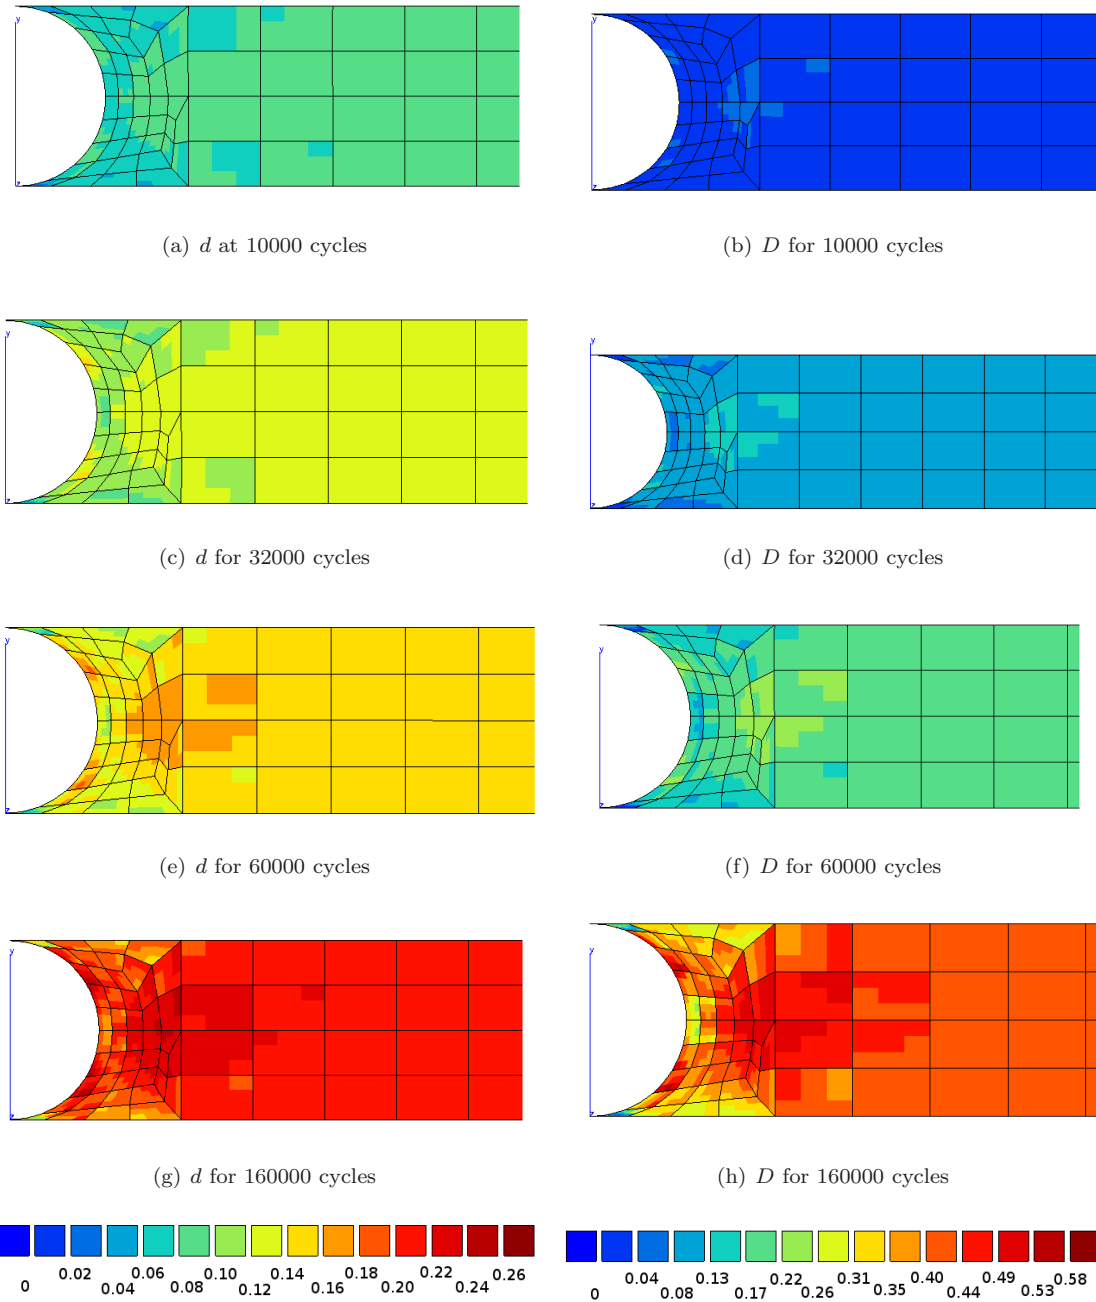 y
z
y
z
(a) d at 10000 cycles
(b) D for 10000 cycles
y
z
y
z
(c) d for 32000 cycles
(d) D for 32000 cycles
y
z
y
z
(e) d for 60000 cycles
(f) D for 60000 cycles
y
z
y
z
(g) d for 160000 cycles
(h) D for 160000 cycles
0 0.02 0.04 0.06 0.08 0.10 0.12 0.14 0.16 0.18 0.20 0.22 0.24 0.26
0 0.04 0.08 0.13 0.17 0.22 0.26 0.31 0.35 0.40 0.44 0.49 0.53 0.58